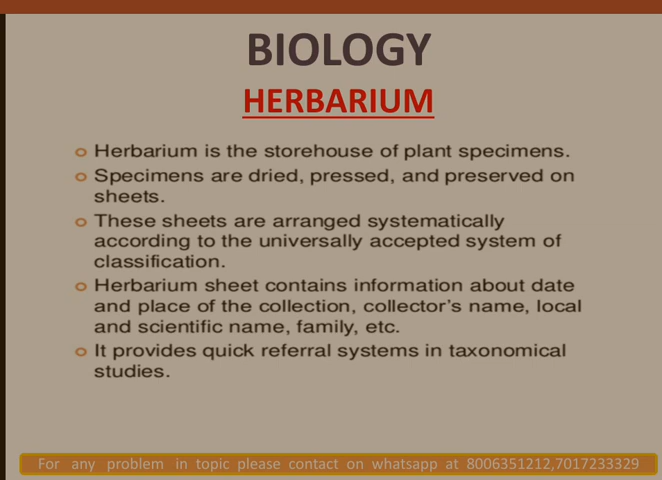 BIOLOGY
HERBARIUM
Herbarium is the storehouse of plant specimens.
Specimens are dried, pressed, and preserved on
sheets.
These sheets are arranged systematically
according to the universally accepted system of
classification.
Herbarium sheet contains information about date
and place of the collection, collector's name, local
and scientific name, family, etc.
It provides quick referral systems in taxonomical
studies.
For any problem in topic please contact on whatsapp at 8006351212,7017233329